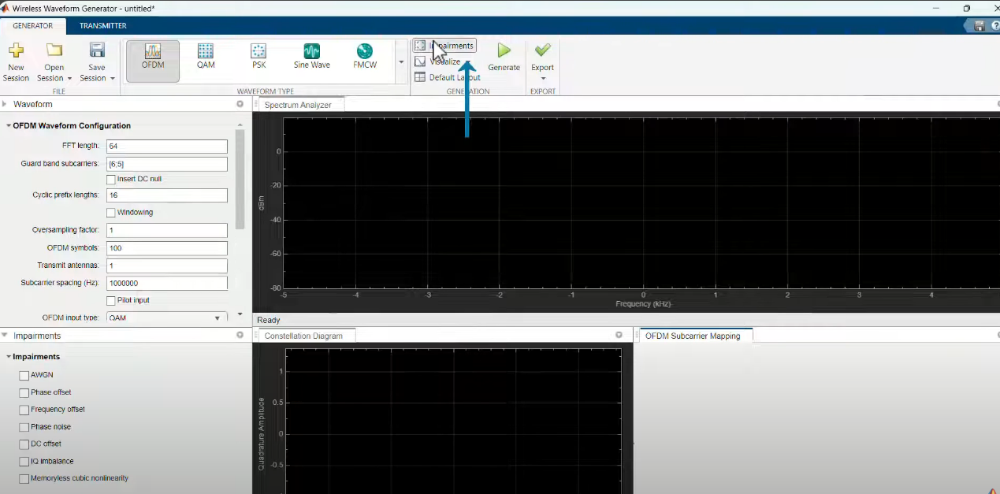 Wireless Waveform Generator - untitled*
GENERATOR
TRANSMITTER
New
Session
Open
Session
Save
Session
OFDM
QAM
PSK
Sine Wave
FMCW
Impairments
Visualize
Default Layout
Generate
Export
FILE
WAVEFORM TYPE
GENERATION
EXPORT
Waveform
OFDM Waveform Configuration
FFT length: 64
Guard band subcarriers: [6;5]
Insert DC null
Cyclic prefix lengths: 16
Windowing
Oversampling factor: 1
OFDM symbols: 100
Transmit antennas: 1
Subcarrier spacing (Hz): 1000000
Pilot input
OFDM input type: QAM
Spectrum Analyzer
dBm
0
-20
-40
-60
-80
-5 -4 -3 -2 -1 0 1 2 3 4
Frequency (kHz)
Ready
Impairments
Impairments
AWGN
Phase offset
Frequency offset
Phase noise
DC offset
IQ imbalance
Memoryless cubic nonlinearity
Constellation Diagram
Quadrature Amplitude
1
0.5
0
-0.5
OFDM Subcarrier Mapping